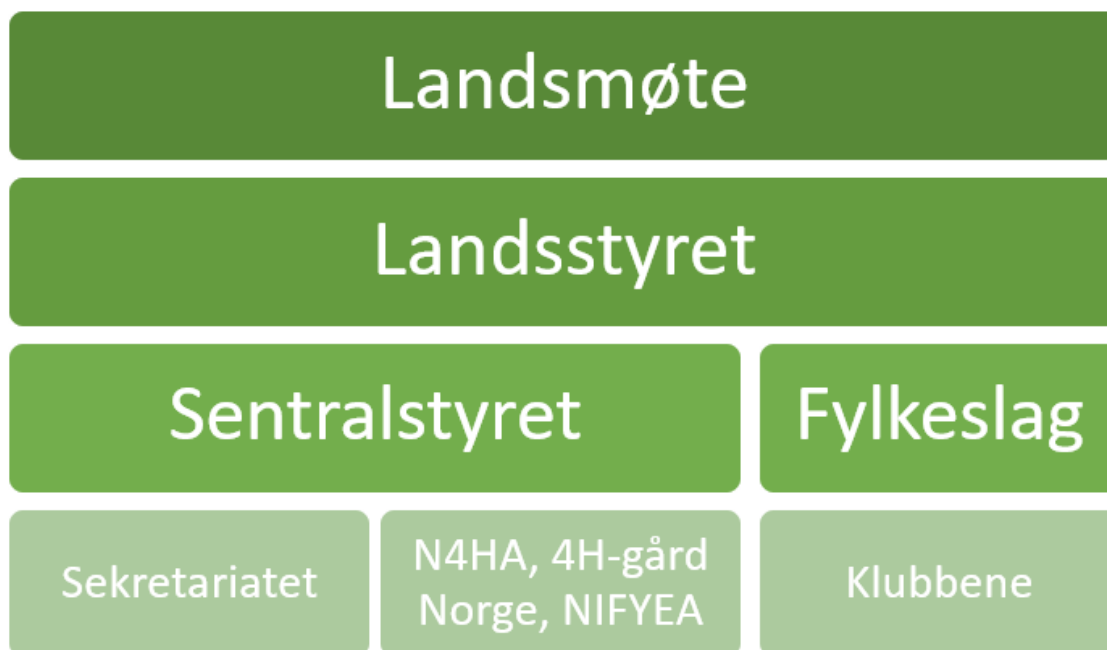 Landsmøte
Landsstyret
Sentralstyret
Fylkeslag
Sekretariatet
N4HA, 4H-gård
Norge, NIFYEA
Klubbene